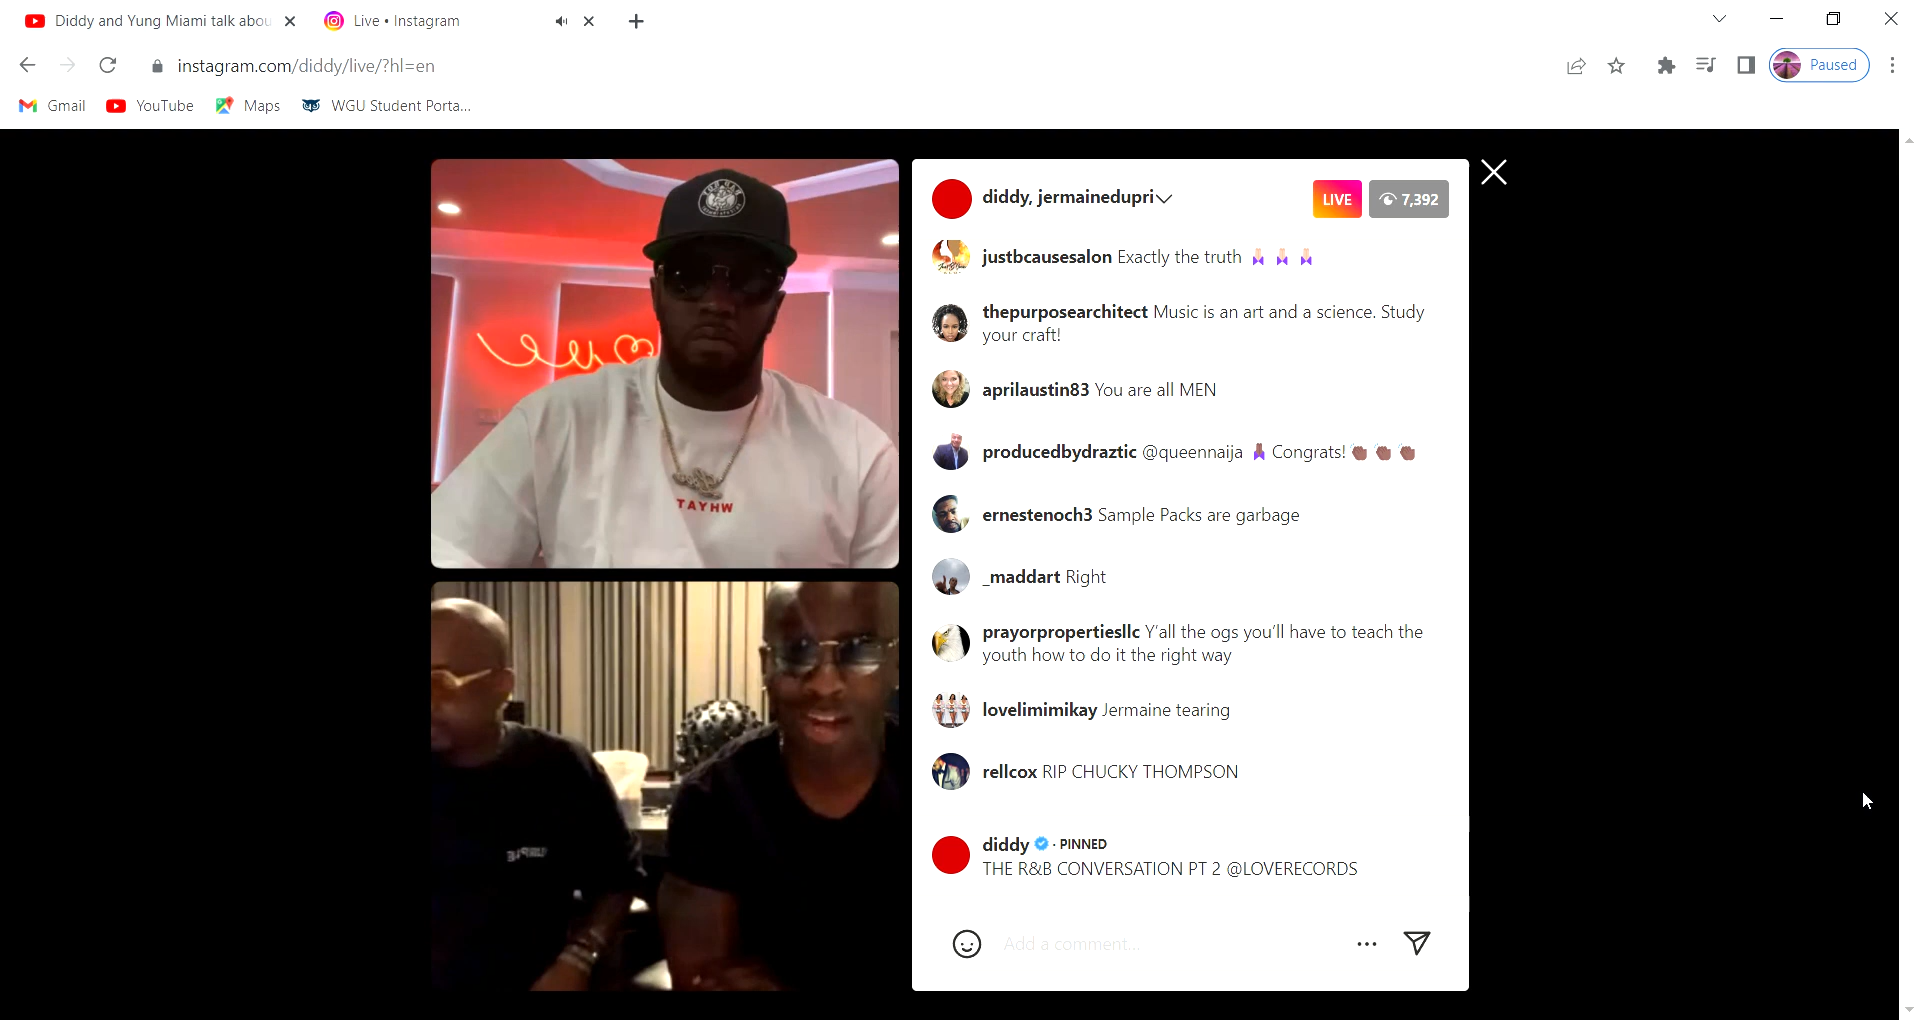 Diddy and Yung Miami talk abou
Live • Instagram
instagram.com/diddy/live/?hl=en
Paused
Gmail
YouTube
Maps
WGU Student Porta...
TAYHW
diddy, jermainedupri
LIVE
7,392
justbcausesalon Exactly the truth
thepurposearchitect Music is an art and a science. Study
your craft!
aprilaustin83 You are all MEN
producedbydraztic @queennaija Congrats!
ernestenoch3 Sample Packs are garbage
_maddart Right
prayorpropertiesllc Y'all the ogs you'll have to teach the
youth how to do it the right way
lovelimimikay Jermaine tearing
rellcox RIP CHUCKY THOMPSON
diddy · PINNED
THE R&B CONVERSATION PT 2 @LOVERECORDS
Add a comment...